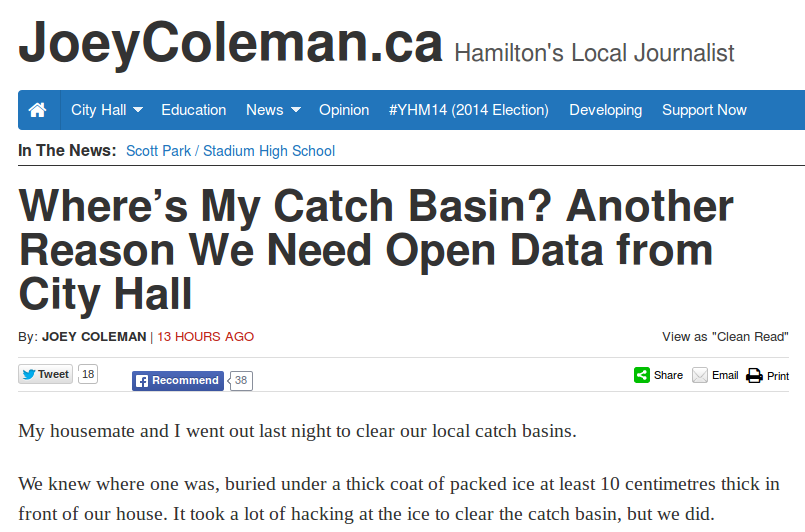 JoeyColeman.ca Hamilton's Local Journalist
City Hall Education News Opinion #YHM14 (2014 Election) Developing Support Now
In The News: Scott Park / Stadium High School
Where’s My Catch Basin? Another
Reason We Need Open Data from
City Hall
By: JOEY COLEMAN | 13 HOURS AGO View as "Clean Read"
Tweet 18 Recommend 38 Share Email Print
My housemate and I went out last night to clear our local catch basins.
We knew where one was, buried under a thick coat of packed ice at least 10 centimetres thick in
front of our house. It took a lot of hacking at the ice to clear the catch basin, but we did.